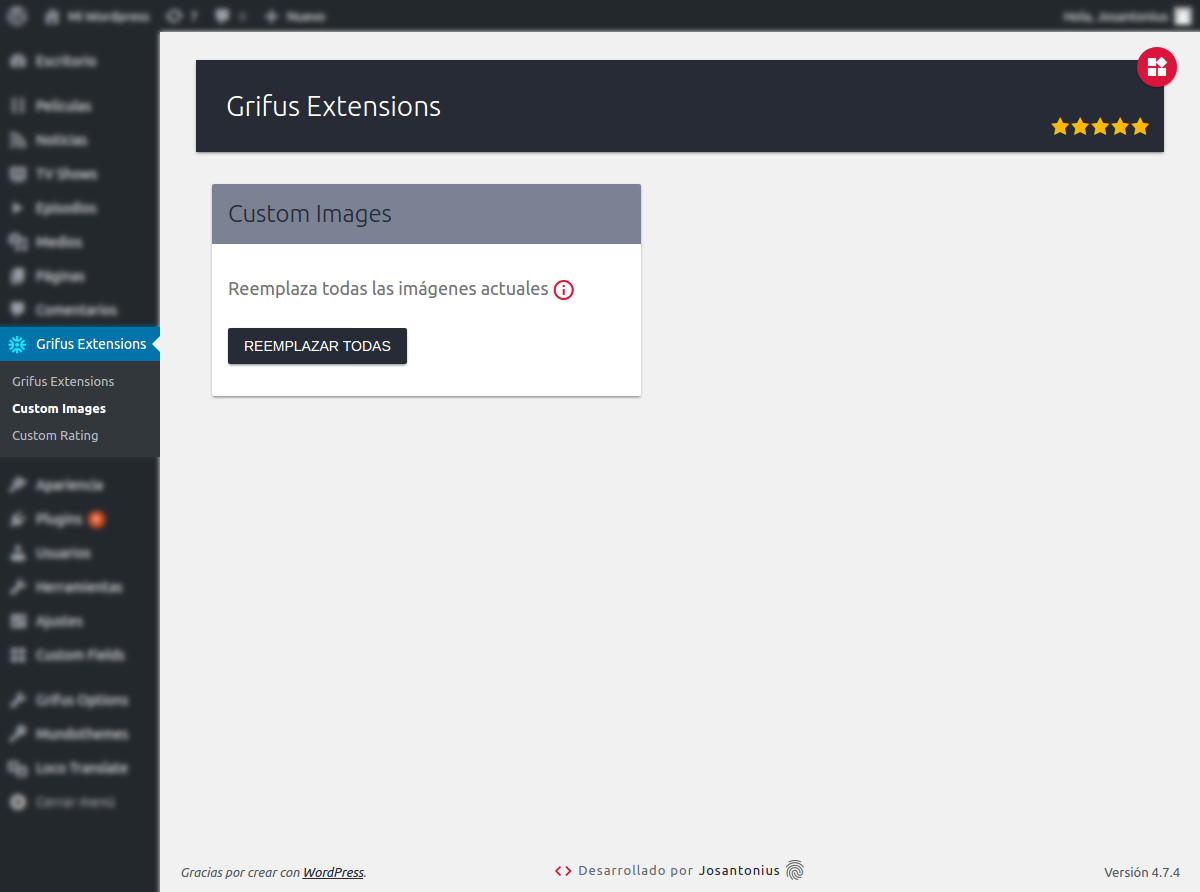 Mi Wordpress
7
Nuevo
Hola, Josantonius
Escritorio
Películas
Noticias
TV Shows
Episodios
Medios
Páginas
Comentarios
Grifus Extensions
Grifus Extensions
Custom Images
Custom Rating
Apariencia
Plugins
Usuarios
Herramientas
Ajustes
Custom Fields
Grifus Options
Mundothemes
Loco Translate
Cerrar menú
Grifus Extensions
Custom Images
Reemplaza todas las imágenes actuales
REEMPLAZAR TODAS
Gracias por crear con WordPress.
Desarrollado por Josantonius
Versión 4.7.4